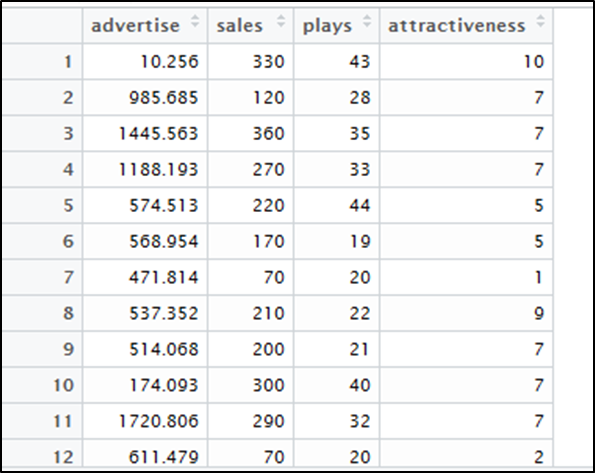 advertise sales plays attractiveness
1 10.256 330 43 10
2 985.685 120 28 7
3 1445.563 360 35 7
4 1188.193 270 33 7
5 574.513 220 44 5
6 568.954 170 19 5
7 471.814 70 20 1
8 537.352 210 22 9
9 514.068 200 21 7
10 174.093 300 40 7
11 1720.806 290 32 7
12 611.479 70 20 2